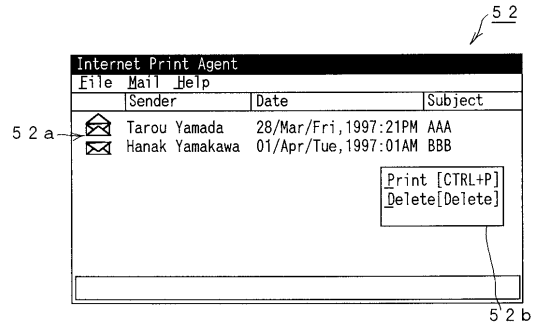 52
Internet Print Agent
File Mail Help
Sender Date Subject
52a
Tarou Yamada 28/Mar/Fri,1997:21PM AAA
Hanak Yamakawa 01/Apr/Tue,1997:01AM BBB
Print [CTRL+P]
Delete[Delete]
52b